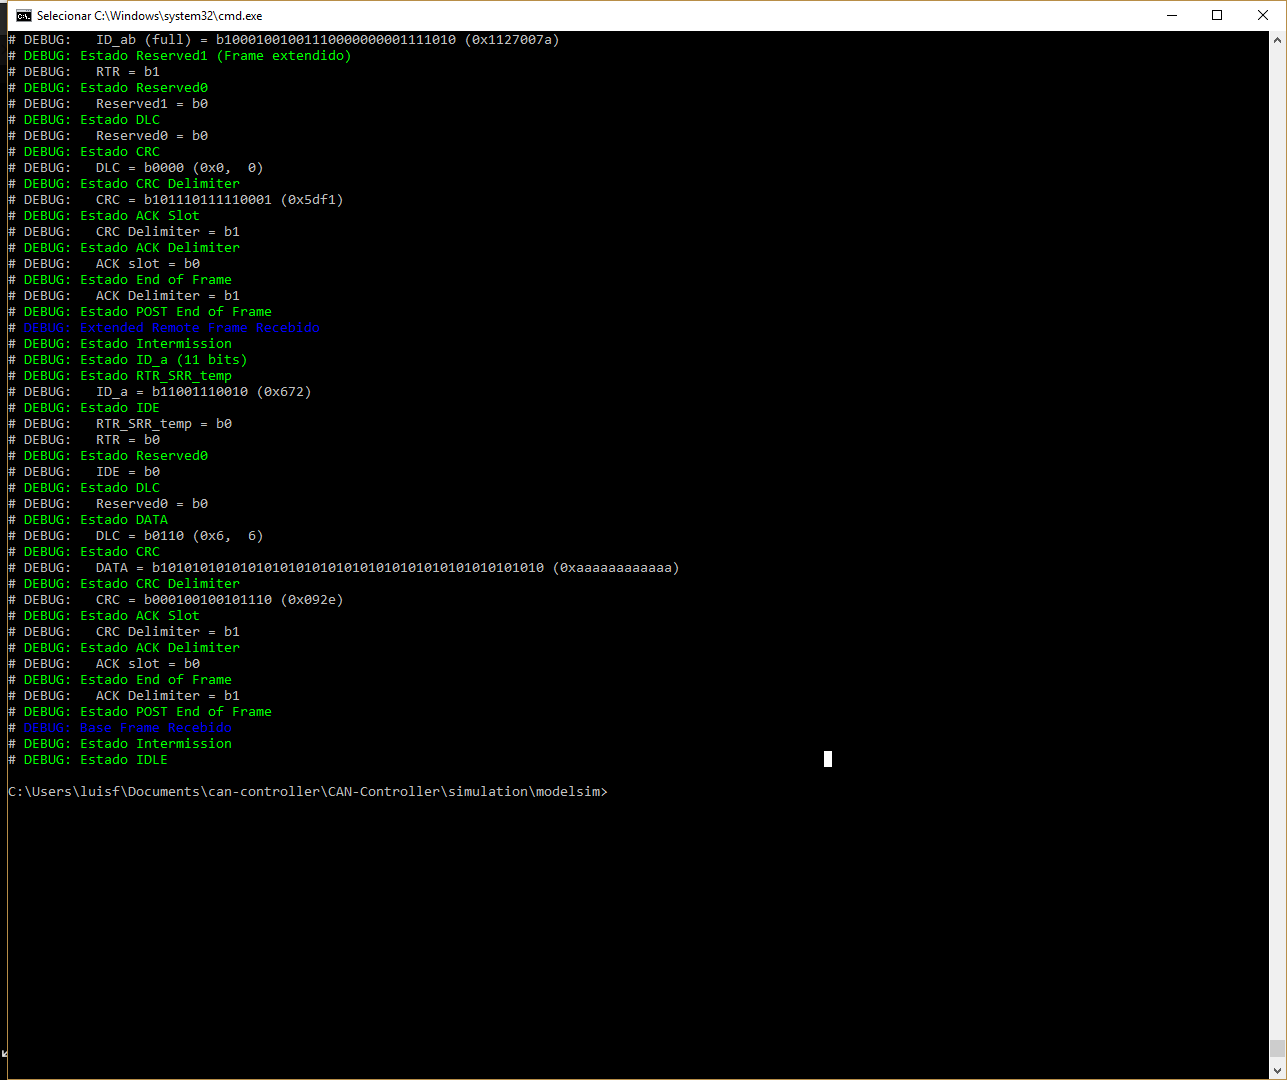 Selecionar C:\Windows\system32\cmd.exe
# DEBUG:   ID_ab (full) = b10001001001110000000001111010 (0x1127007a)
# DEBUG: Estado Reserved1 (Frame extendido)
# DEBUG:   RTR = b1
# DEBUG: Estado Reserved0
# DEBUG:   Reserved1 = b0
# DEBUG: Estado DLC
# DEBUG:   Reserved0 = b0
# DEBUG: Estado CRC
# DEBUG:   DLC = b0000 (0x0,  0)
# DEBUG: Estado CRC Delimiter
# DEBUG:   CRC = b101110111110001 (0x5df1)
# DEBUG: Estado ACK Slot
# DEBUG:   CRC Delimiter = b1
# DEBUG: Estado ACK Delimiter
# DEBUG:   ACK slot = b0
# DEBUG: Estado End of Frame
# DEBUG:   ACK Delimiter = b1
# DEBUG: Estado POST End of Frame
# DEBUG: Extended Remote Frame Recebido
# DEBUG: Estado Intermission
# DEBUG: Estado ID_a (11 bits)
# DEBUG: Estado RTR_SRR_temp
# DEBUG:   ID_a = b11001110010 (0x672)
# DEBUG: Estado IDE
# DEBUG:   RTR_SRR_temp = b0
# DEBUG:   RTR = b0
# DEBUG: Estado Reserved0
# DEBUG:   IDE = b0
# DEBUG: Estado DLC
# DEBUG:   Reserved0 = b0
# DEBUG: Estado DATA
# DEBUG:   DLC = b0110 (0x6,  6)
# DEBUG: Estado CRC
# DEBUG:   DATA = b101010101010101010101010101010101010101010101010 (0xaaaaaaaaaaaa)
# DEBUG: Estado CRC Delimiter
# DEBUG:   CRC = b000100100101110 (0x092e)
# DEBUG: Estado ACK Slot
# DEBUG:   CRC Delimiter = b1
# DEBUG: Estado ACK Delimiter
# DEBUG:   ACK slot = b0
# DEBUG: Estado End of Frame
# DEBUG:   ACK Delimiter = b1
# DEBUG: Estado POST End of Frame
# DEBUG: Base Frame Recebido
# DEBUG: Estado Intermission
# DEBUG: Estado IDLE
C:\Users\luisf\Documents\can-controller\CAN-Controller\simulation\modelsim>